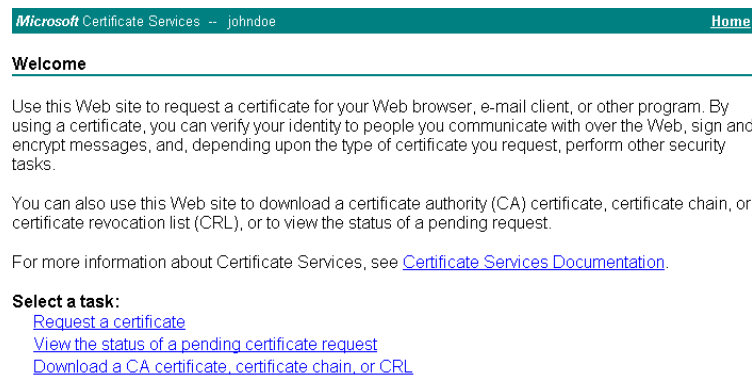 Microsoft Certificate Services -- johndoe Home
Welcome
Use this Web site to request a certificate for your Web browser, e-mail client, or other program. By
using a certificate, you can verify your identity to people you communicate with over the Web, sign and
encrypt messages, and, depending upon the type of certificate you request, perform other security
tasks.
You can also use this Web site to download a certificate authority (CA) certificate, certificate chain, or
certificate revocation list (CRL), or to view the status of a pending request.
For more information about Certificate Services, see Certificate Services Documentation.
Select a task:
Request a certificate
View the status of a pending certificate request
Download a CA certificate, certificate chain, or CRL